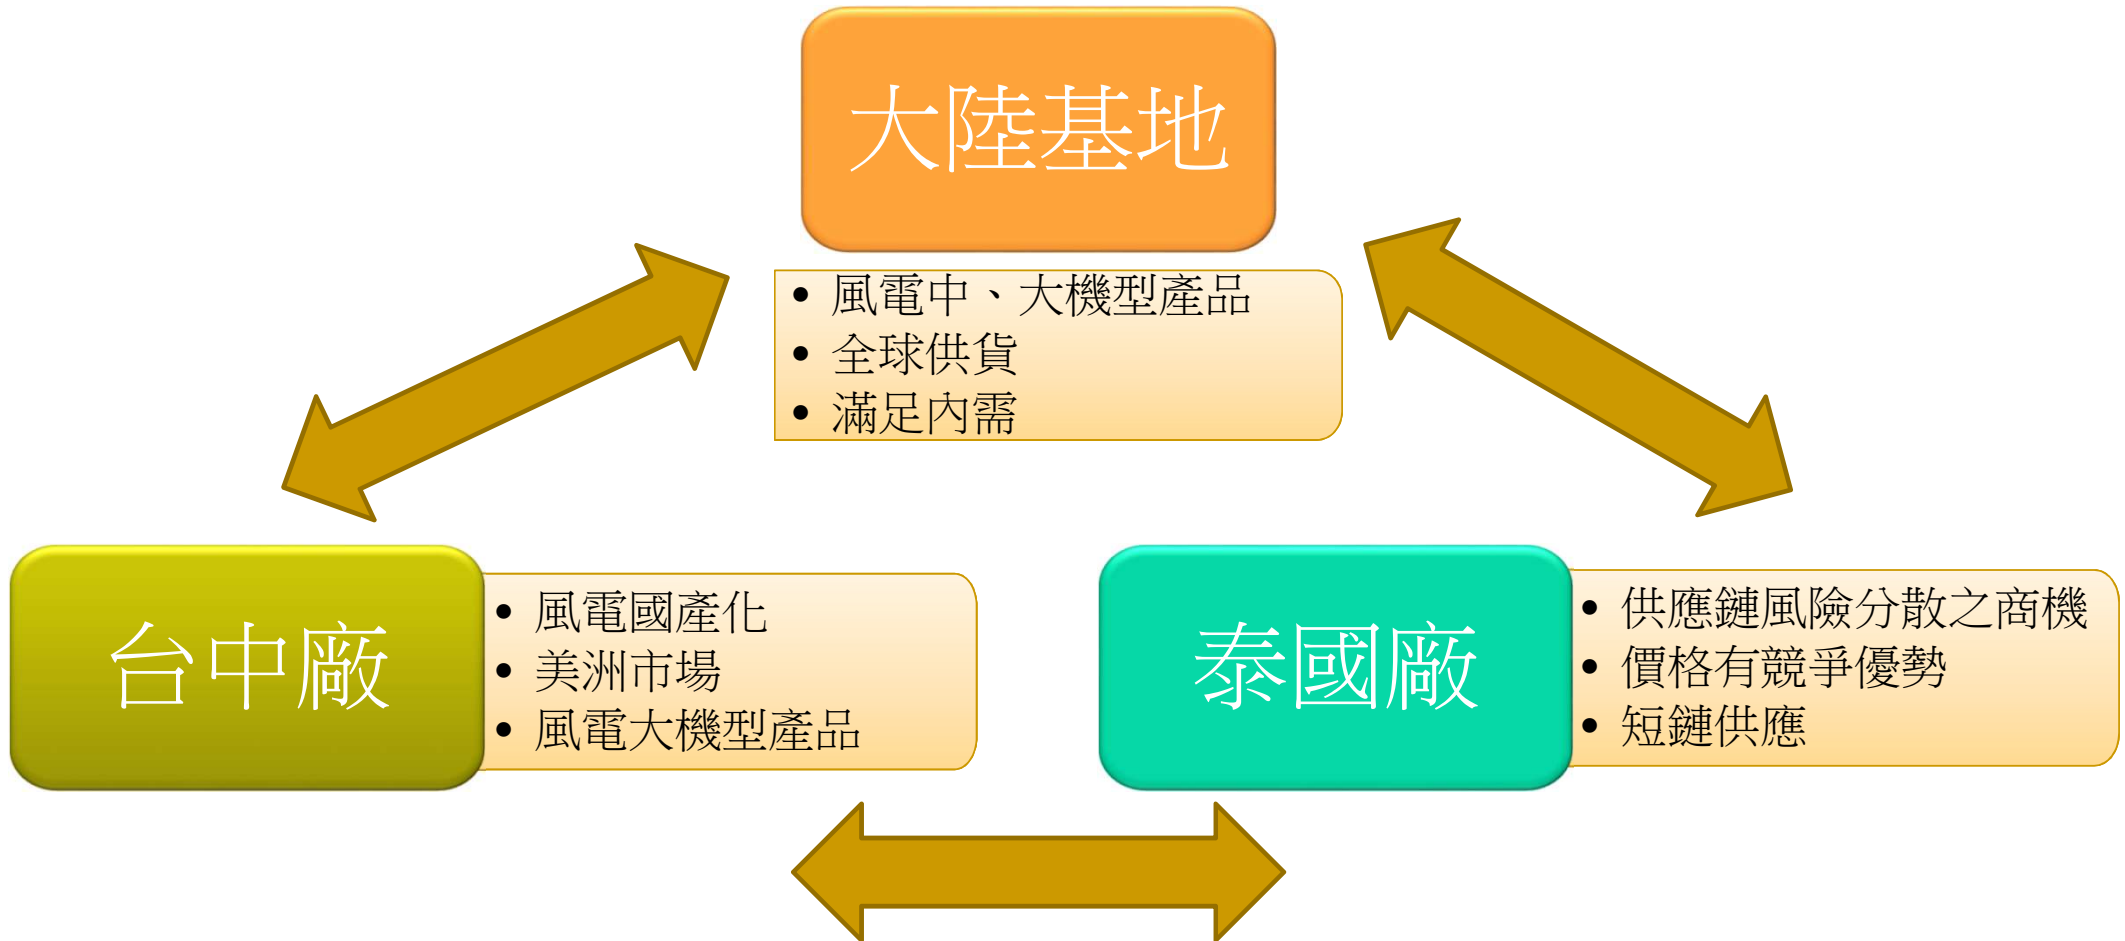 大陸基地
• 風電中、大機型產品
• 全球供貨
• 滿足內需
台中廠
• 風電國產化
• 美洲市場
• 風電大機型產品
泰國廠
• 供應鏈風險分散之商機
• 價格有競爭優勢
• 短鏈供應